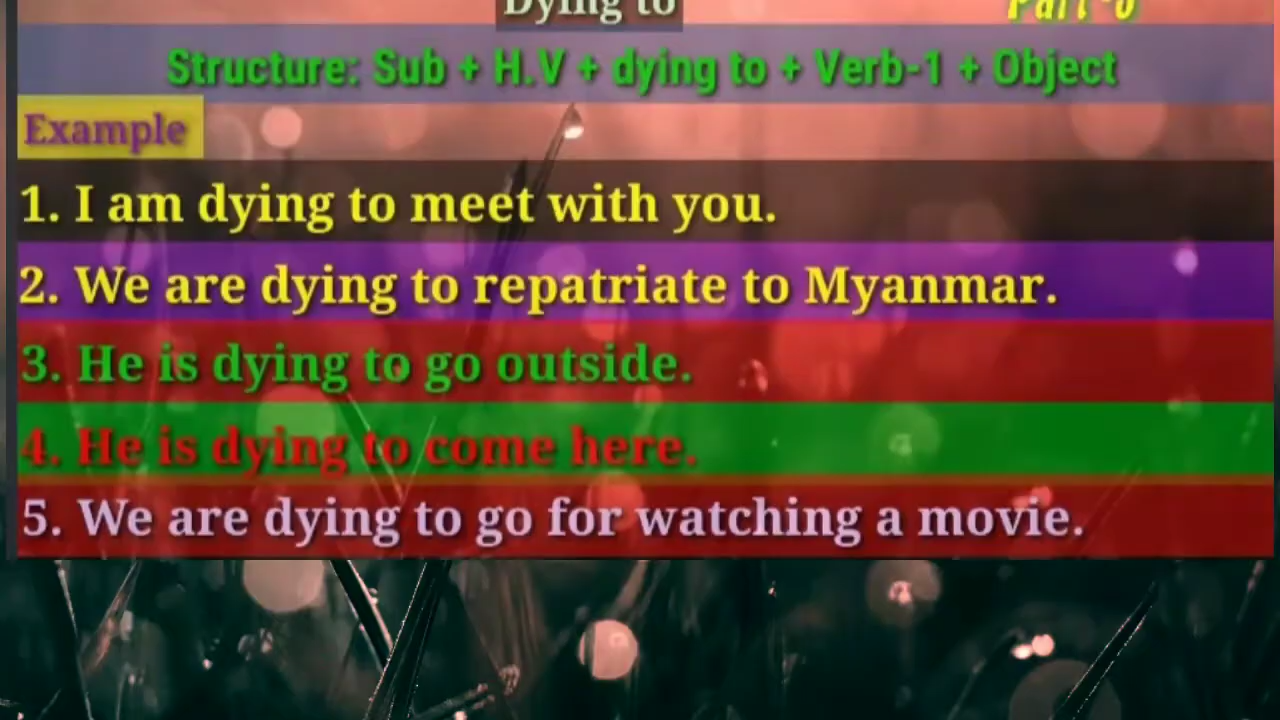 Dying to
Part-6
Structure: Sub + H.V + dying to + Verb-1 + Object
Example
1. I am dying to meet with you.
2. We are dying to repatriate to Myanmar.
3. He is dying to go outside.
4. He is dying to come here.
5. We are dying to go for watching a movie.